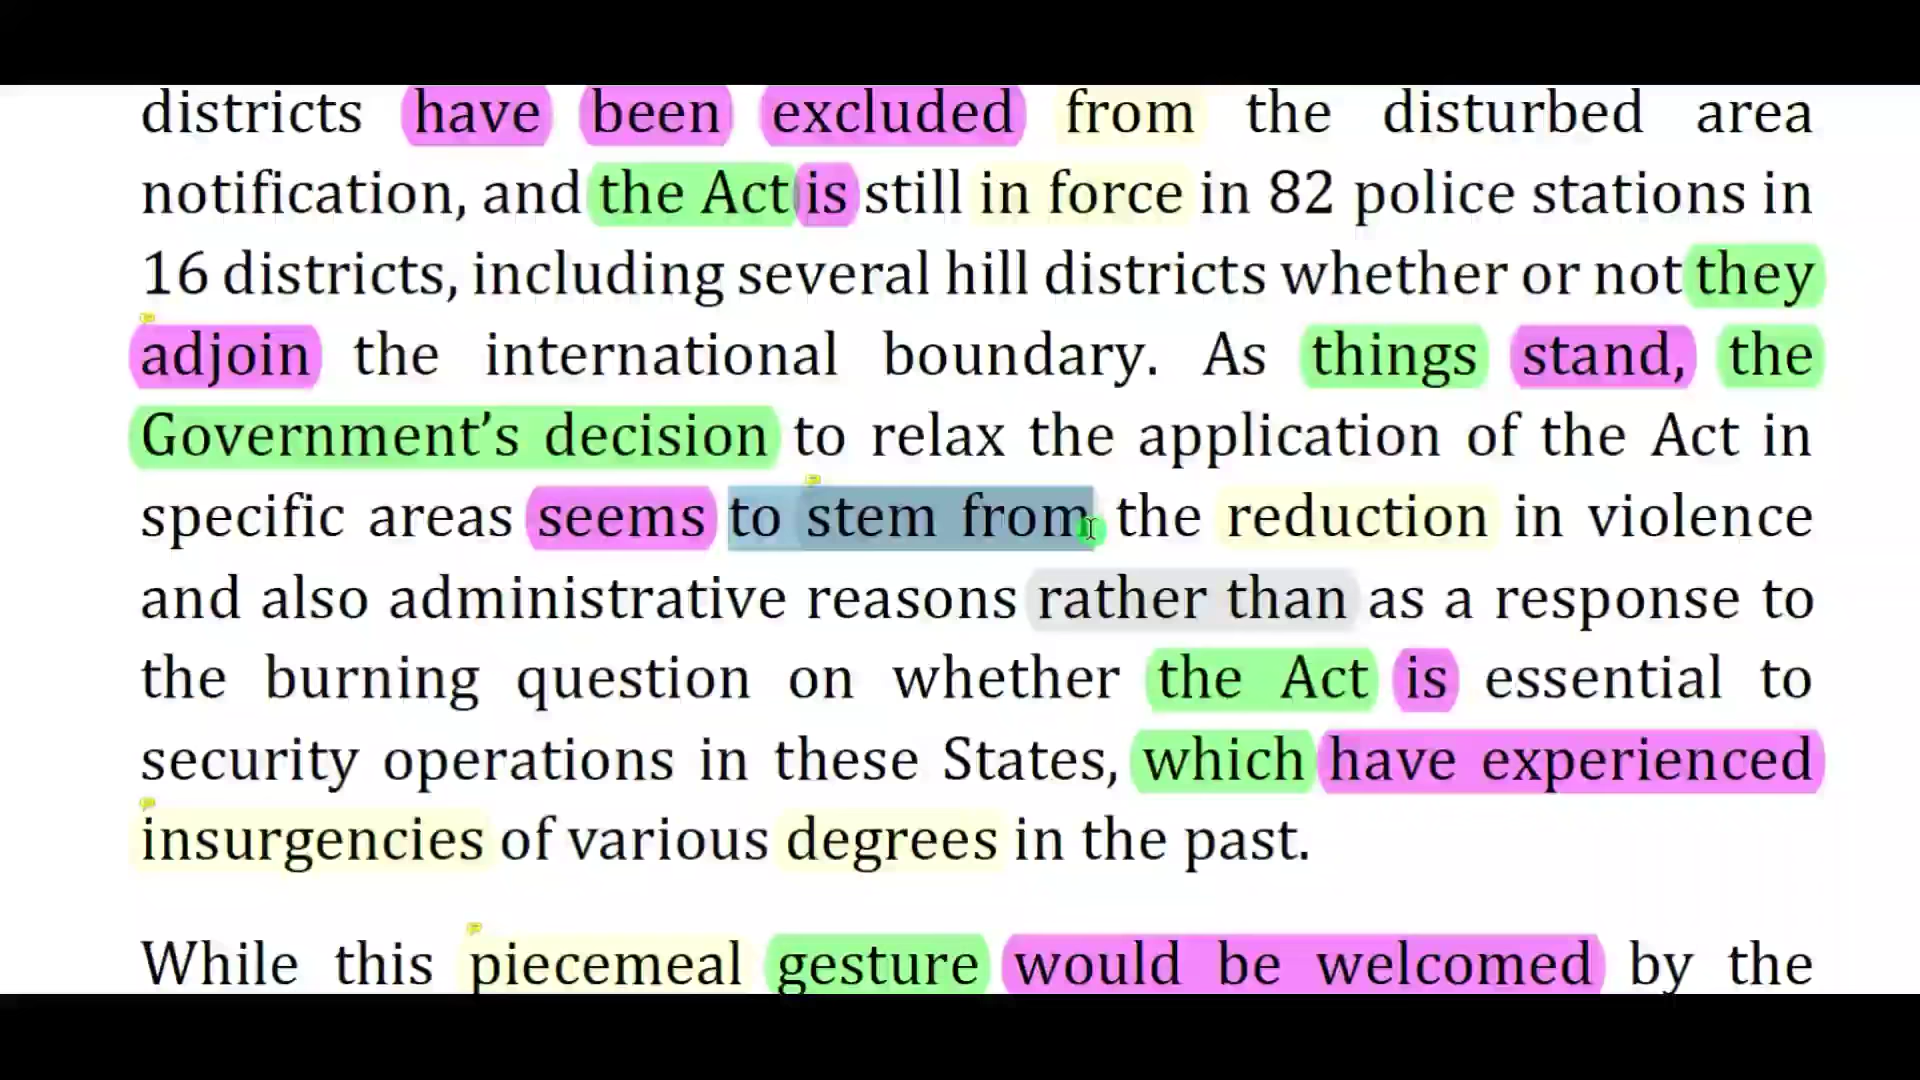 districts have been excluded from the disturbed area
notification, and the Act is still in force in 82 police stations in
16 districts, including several hill districts whether or not they
adjoin the international boundary. As things stand, the
Government’s decision to relax the application of the Act in
specific areas seems to stem from the reduction in violence
and also administrative reasons rather than as a response to
the burning question on whether the Act is essential to
security operations in these States, which have experienced
insurgencies of various degrees in the past.
While this piecemeal gesture would be welcomed by the